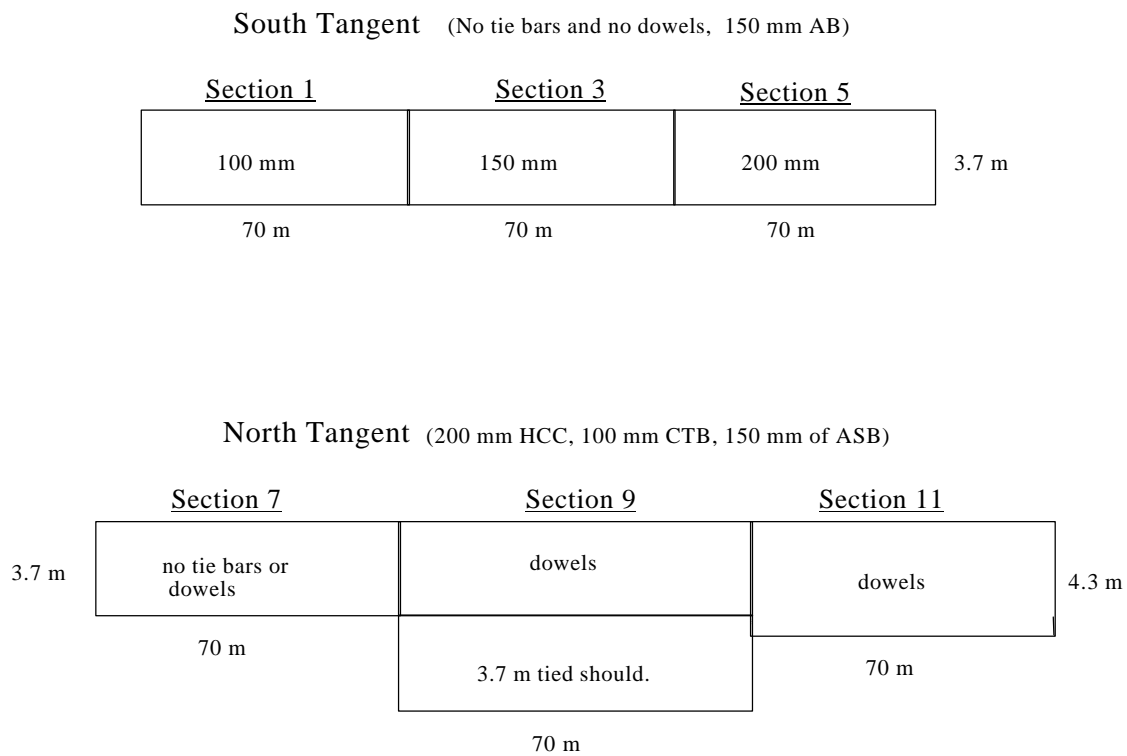 South Tangent (No tie bars and no dowels, 150 mm AB)
Section 1 Section 3 Section 5
100 mm 150 mm 200 mm 3.7 m
70 m 70 m 70 m
North Tangent (200 mm HCC, 100 mm CTB, 150 mm of ASB)
Section 7 Section 9 Section 11
3.7 m no tie bars or dowels dowels 4.3 m
dowels
70 m 3.7 m tied should. 70 m
70 m